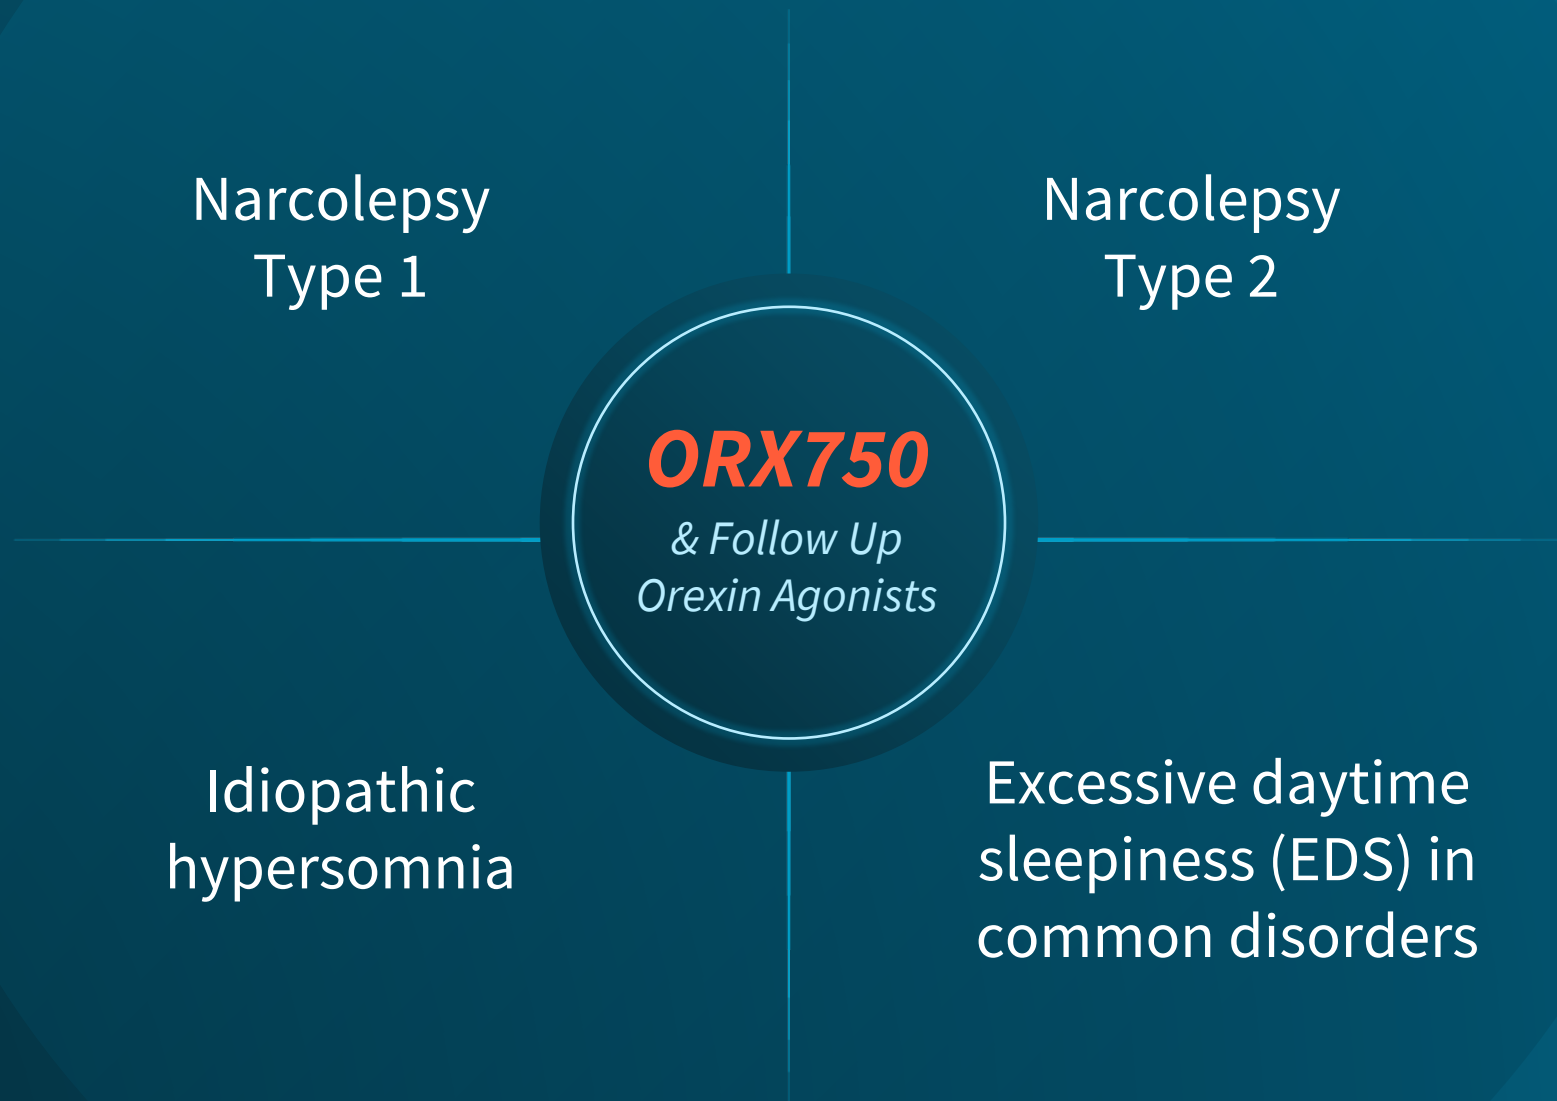 Narcolepsy
Type 1
Narcolepsy
Type 2
ORX750
& Follow Up
Orexin Agonists
Idiopathic
hypersomnia
Excessive daytime
sleepiness (EDS) in
common disorders